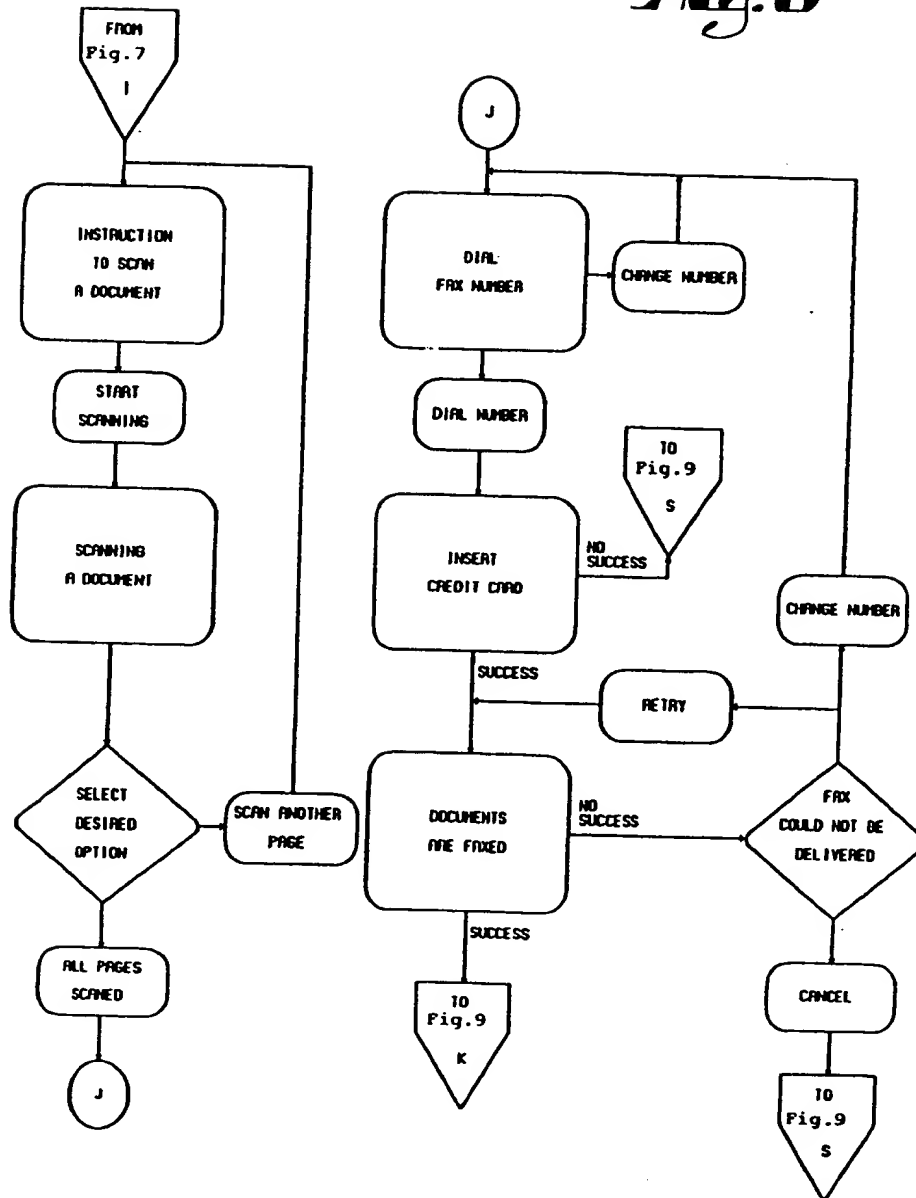 FROM
Fig.7
I
INSTRUCTION
TO SCAN
A DOCUMENT
START
SCANNING
SCANNING
A DOCUMENT
SELECT
DESIRED
OPTION
SCAN ANOTHER
PAGE
ALL PAGES
SCANED
J
J
DIAL
FAX NUMBER
CHANGE NUMBER
DIAL NUMBER
TO
Fig.9
S
INSERT
CREDIT CARD
NO
SUCCESS
SUCCESS
CHANGE NUMBER
RETRY
DOCUMENTS
ARE FAXED
NO
SUCCESS
FAX
COULD NOT BE
DELIVERED
SUCCESS
TO
Fig.9
K
CANCEL
TO
Fig.9
S